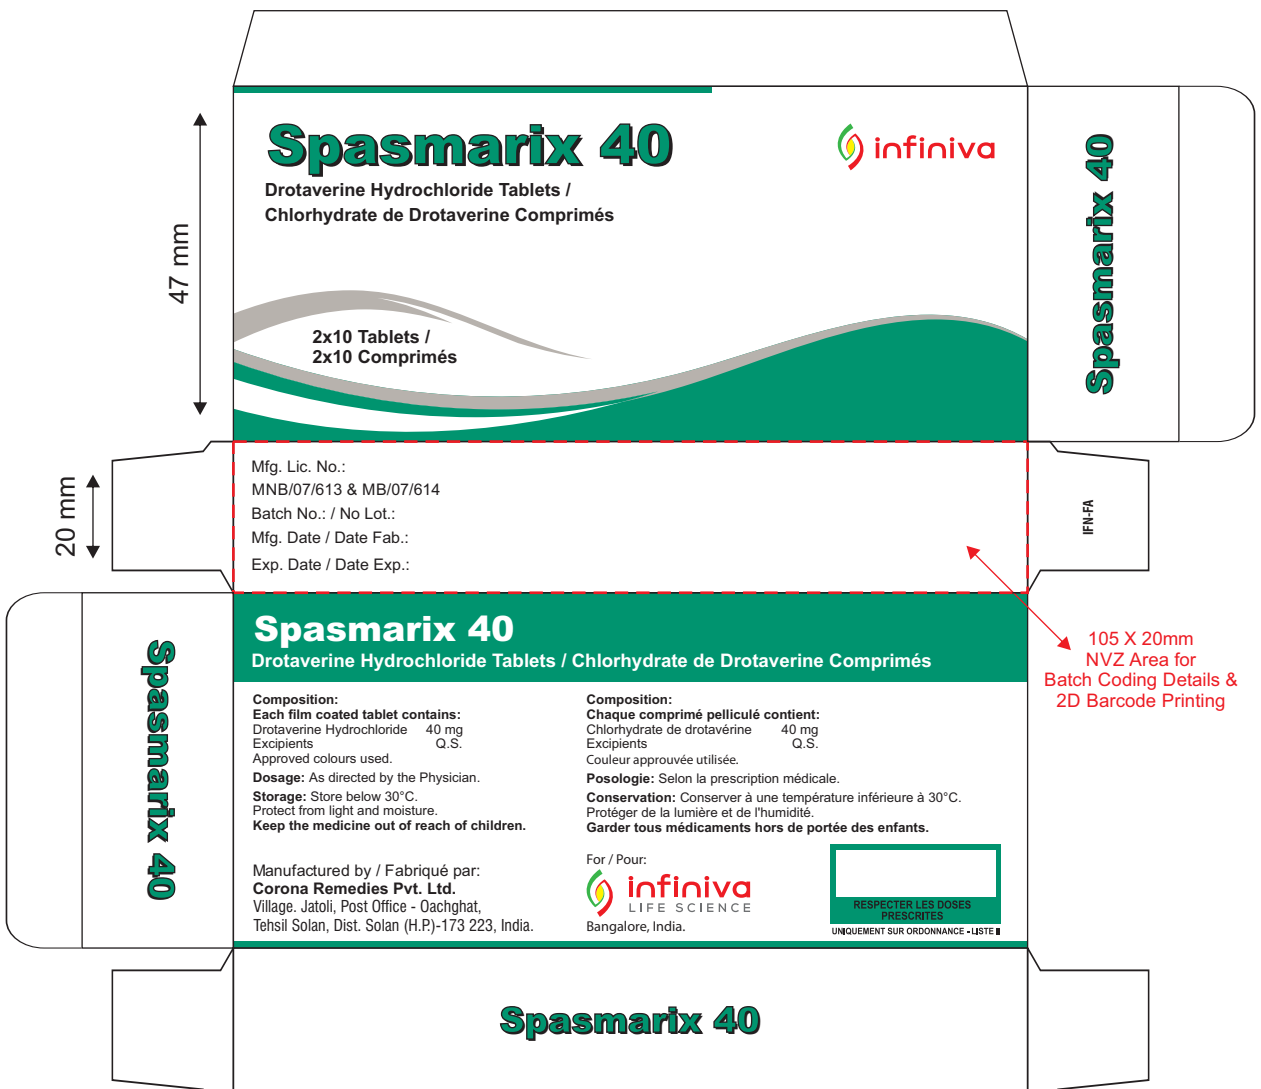 Spasmarix 40
infiniva
Drotaverine Hydrochloride Tablets /
Chlorhydrate de Drotaverine Comprimés
2x10 Tablets /
2x10 Comprimés
47 mm
Spasmarix 40
20 mm
Mfg. Lic. No.:
MNB/07/613 & MB/07/614
Batch No.: / No Lot.:
Mfg. Date / Date Fab.:
Exp. Date / Date Exp.:
IFN-FA
105 X 20mm
NVZ Area for
Batch Coding Details &
2D Barcode Printing
Spasmarix 40
Spasmarix 40
Drotaverine Hydrochloride Tablets / Chlorhydrate de Drotaverine Comprimés
Composition:
Each film coated tablet contains:
Drotaverine Hydrochloride 40 mg
Excipients Q.S.
Approved colours used.
Dosage: As directed by the Physician.
Storage: Store below 30°C.
Protect from light and moisture.
Keep the medicine out of reach of children.
Composition:
Chaque comprimé pelliculé contient:
Chlorhydrate de drotavérine 40 mg
Excipients Q.S.
Couleur approuvée utilisée.
Posologie: Selon la prescription médicale.
Conservation: Conserver à une température inférieure à 30°C.
Protéger de la lumière et de l'humidité.
Garder tous médicaments hors de portée des enfants.
Manufactured by / Fabriqué par:
Corona Remedies Pvt. Ltd.
Village. Jatoli, Post Office - Oachghat,
Tehsil Solan, Dist. Solan (H.P.)-173 223, India.
For / Pour:
infiniva
LIFE SCIENCE
Bangalore, India.
RESPECTER LES DOSES
PRESCRITES
UNIQUEMENT SUR ORDONNANCE - LISTE II
Spasmarix 40